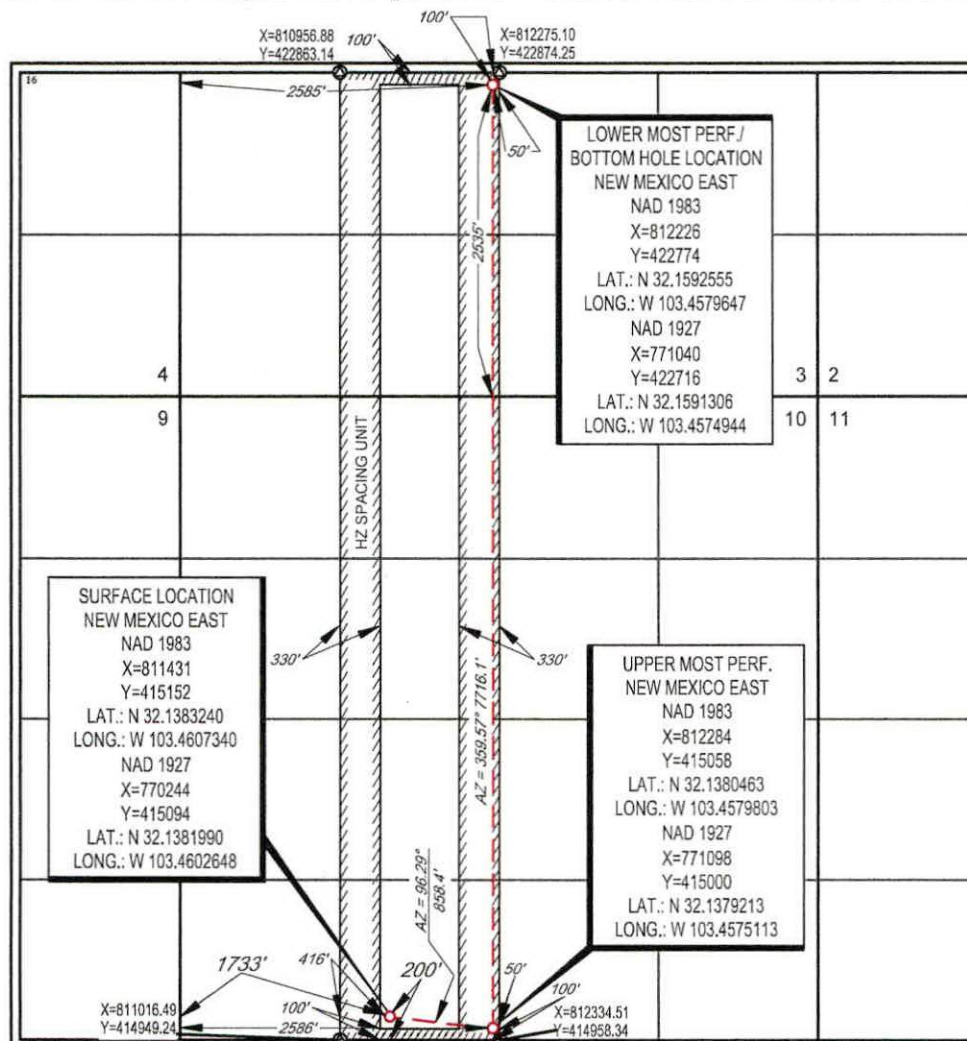 100'
X=810956.88
Y=422863.14
100'
X=812275.10
Y=422874.25
16
2585'
50'
LOWER MOST PERF./
BOTTOM HOLE LOCATION
NEW MEXICO EAST
NAD 1983
X=812226
Y=422774
LAT.: N 32.1592555
LONG.: W 103.4579647
NAD 1927
X=771040
Y=422716
LAT.: N 32.1591306
LONG.: W 103.4574944
2535'
4
3 2
9
10 11
HZ SPACING UNIT
SURFACE LOCATION
NEW MEXICO EAST
NAD 1983
X=811431
Y=415152
LAT.: N 32.1383240
LONG.: W 103.4607340
NAD 1927
X=770244
Y=415094
LAT.: N 32.1381990
LONG.: W 103.4602648
330'
330'
AZ = 359.57° 7716.1'
UPPER MOST PERF.
NEW MEXICO EAST
NAD 1983
X=812284
Y=415058
LAT.: N 32.1380463
LONG.: W 103.4579803
NAD 1927
X=771098
Y=415000
LAT.: N 32.1379213
LONG.: W 103.4575113
AZ = 96.29°
858.4'
1733'
416'
200'
50'
100'
X=811016.49
Y=414949.24
100'
2586'
X=812334.51
Y=414958.34